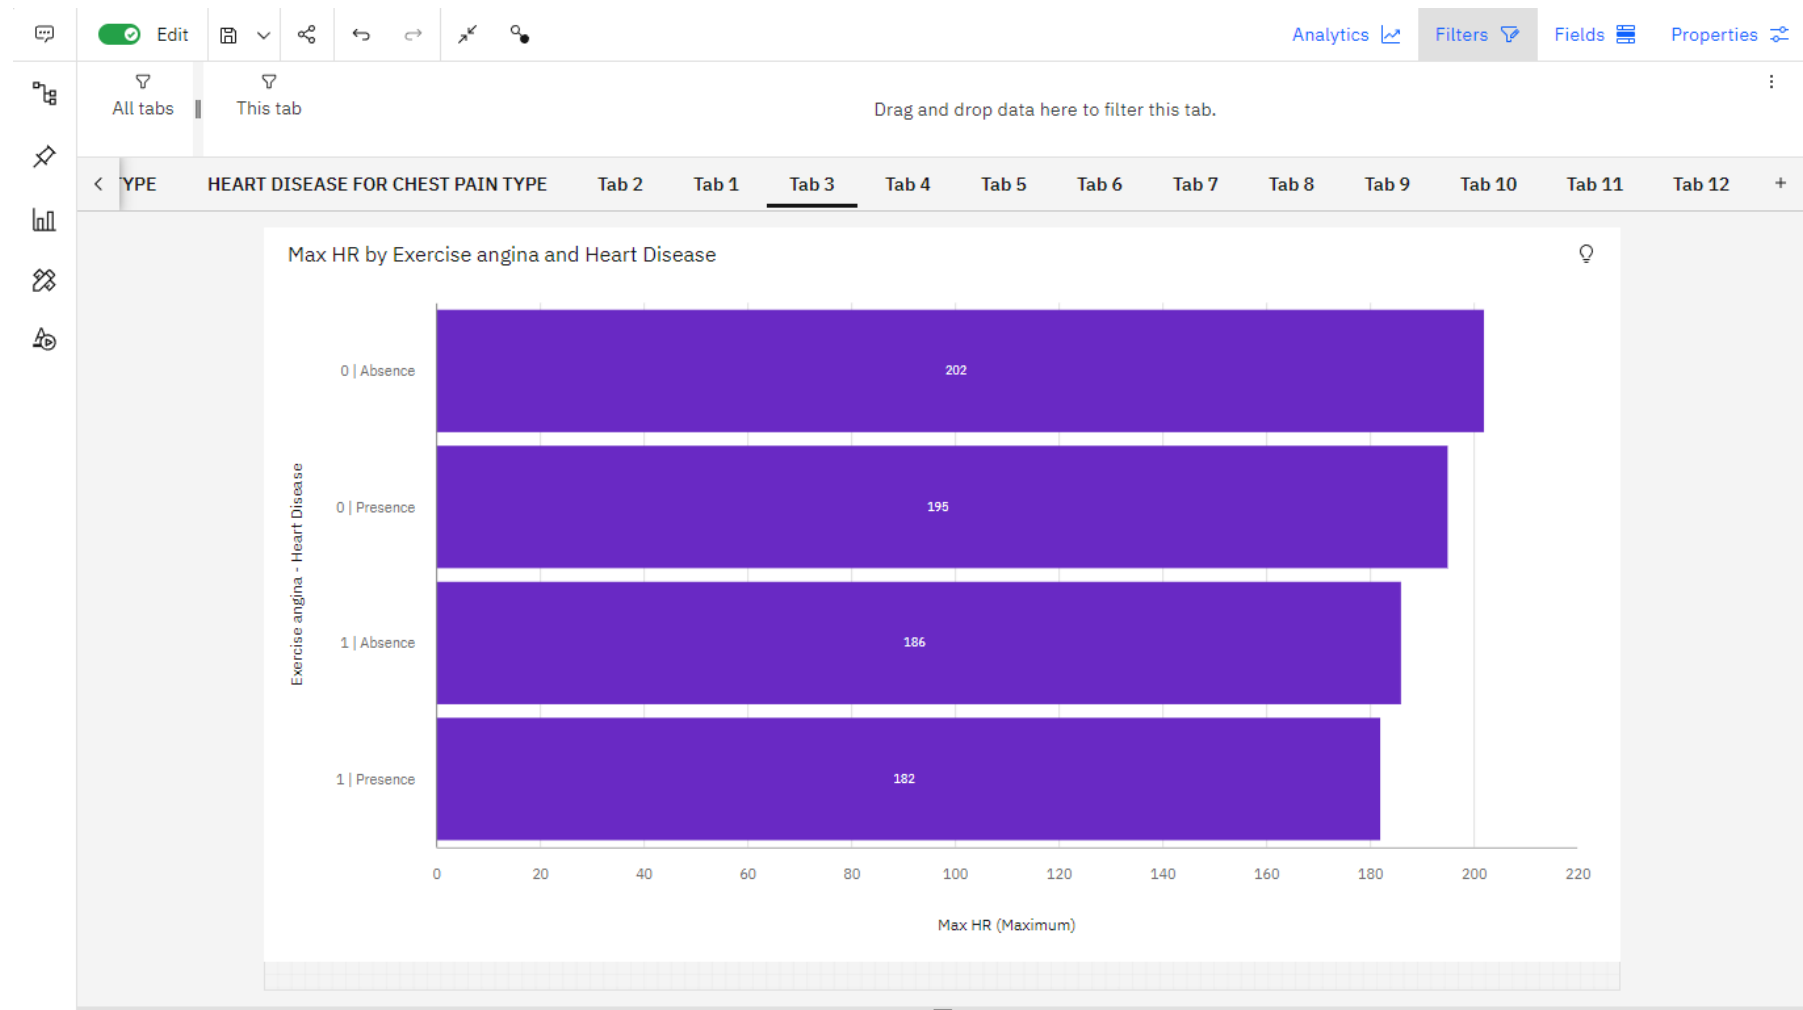 Edit
Analytics
Filters
Fields
Properties
All tabs
This tab
Drag and drop data here to filter this tab.
YPE
HEART DISEASE FOR CHEST PAIN TYPE
Tab 2
Tab 1
Tab 3
Tab 4
Tab 5
Tab 6
Tab 7
Tab 8
Tab 9
Tab 10
Tab 11
Tab 12
+
Max HR by Exercise angina and Heart Disease
Exercise angina - Heart Disease
0 | Absence
202
0 | Presence
195
1 | Absence
186
1 | Presence
182
0 20 40 60 80 100 120 140 160 180 200 220
Max HR (Maximum)